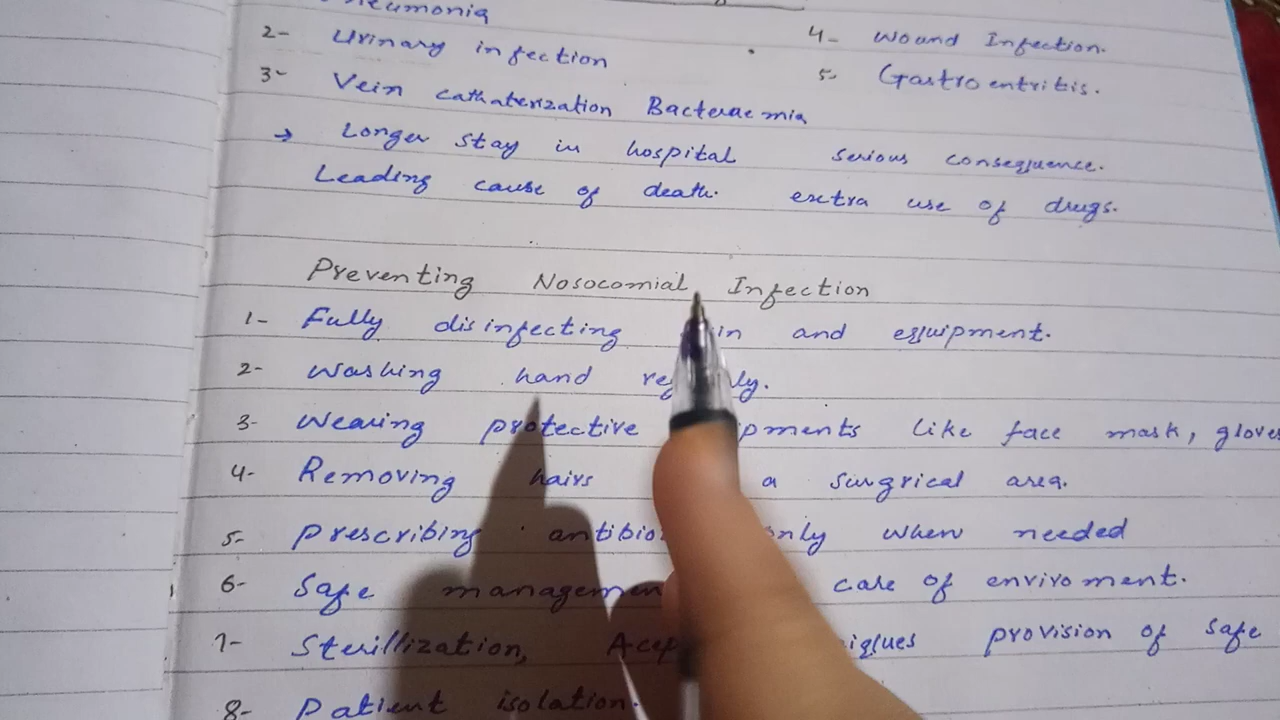 2- Urinary infection
4- Wound Infection.
3- Vein cathaterization Bacteraemia
5- Gastroentritis.
→ Longer stay in hospital serious consequence.
Leading cause of death. extra use of drugs.
Preventing Nosocomial Infection
1- Fully disinfecting and equipment.
2- Washing hand
3- Wearing protective like face mask, gloves
4- Removing hairs a surgrical area.
5- Prescribing only when needed
6- Safe care of enviroment.
7- Sterillization, provision of safe
8- Patient isolation.